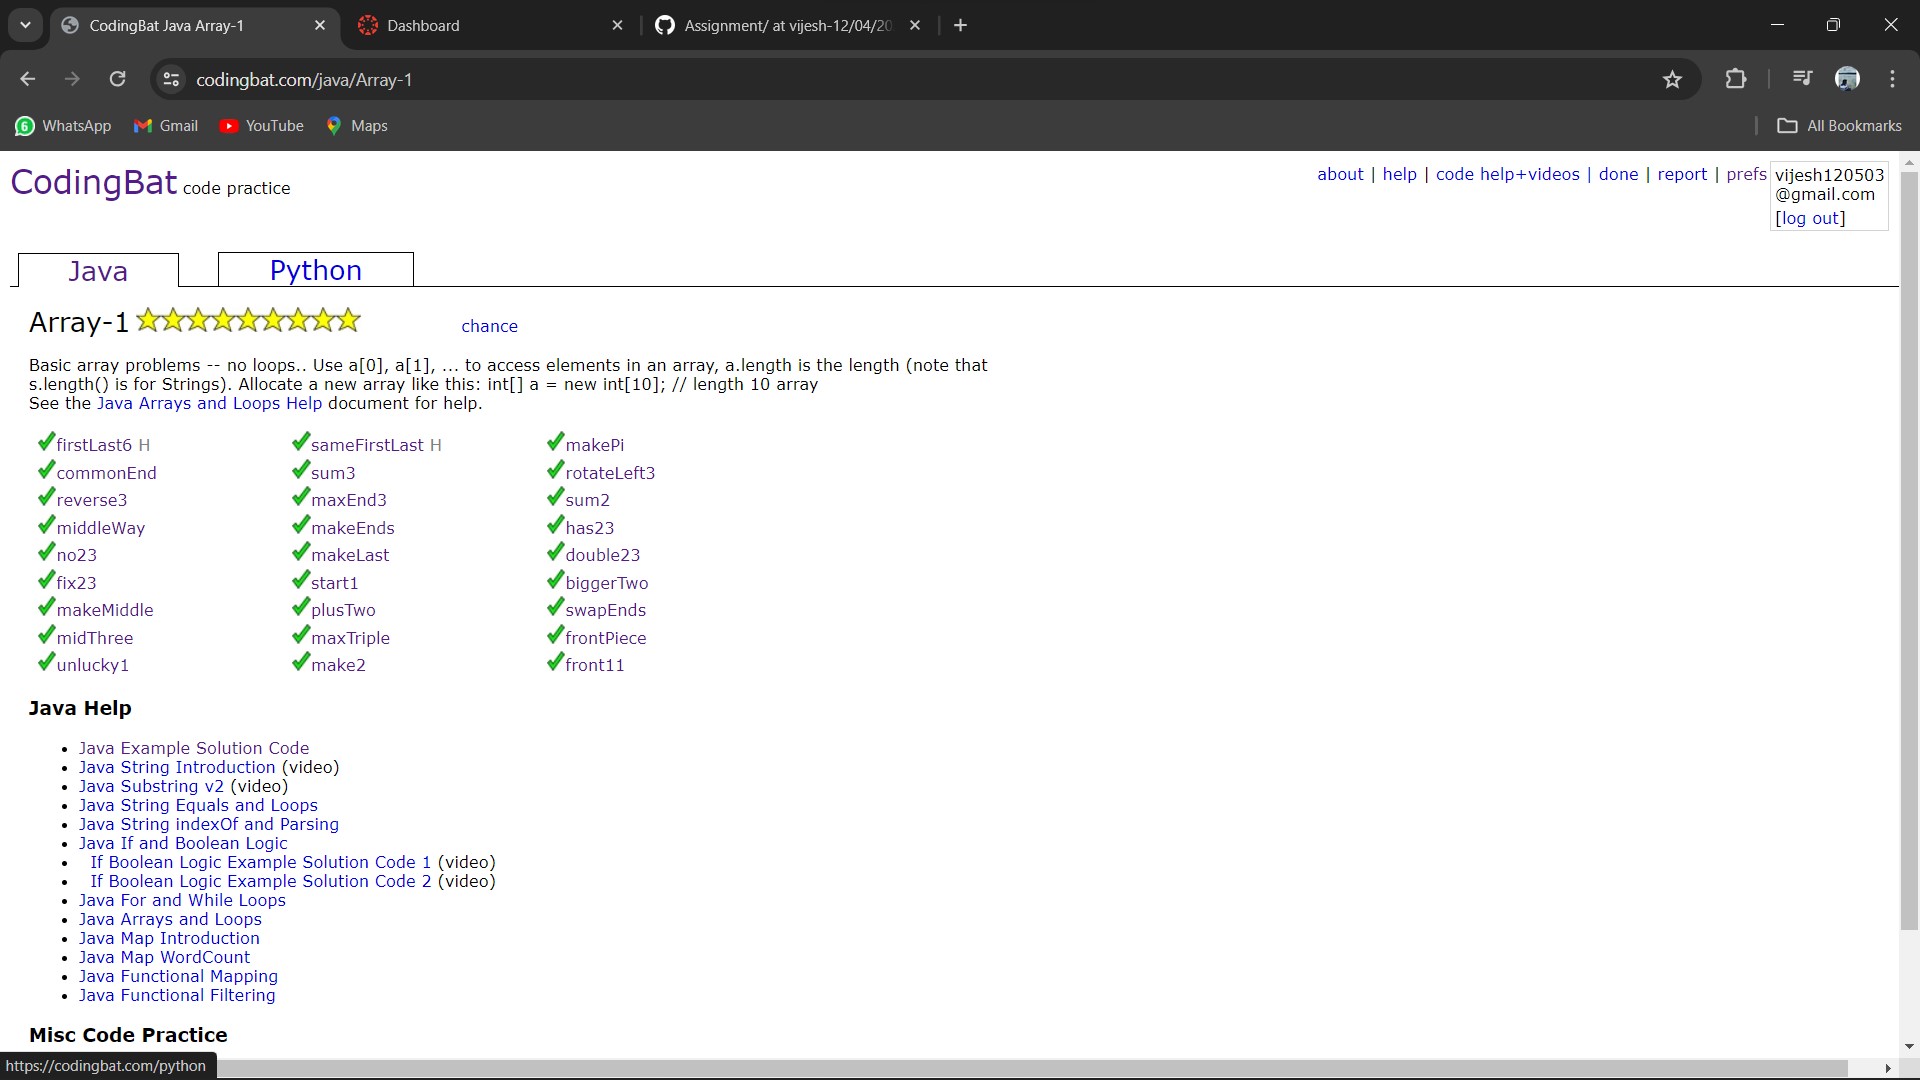 CodingBat Java Array-1
Dashboard
Assignment/ at vijesh-12/04/20
codingbat.com/java/Array-1
WhatsApp
Gmail
YouTube
Maps
All Bookmarks
CodingBat code practice
about | help | code help+videos | done | report | prefs
vijesh120503
@gmail.com
[log out]
Java
Python
Array-1
chance
Basic array problems -- no loops.. Use a[0], a[1], ... to access elements in an array, a.length is the length (note that
s.length() is for Strings). Allocate a new array like this: int[] a = new int[10]; // length 10 array
See the Java Arrays and Loops Help document for help.
firstLast6 H sameFirstLast H makePi
commonEnd sum3 rotateLeft3
reverse3 maxEnd3 sum2
middleWay makeEnds has23
no23 makeLast double23
fix23 start1 biggerTwo
makeMiddle plusTwo swapEnds
midThree maxTriple frontPiece
unlucky1 make2 front11
Java Help
Java Example Solution Code
Java String Introduction (video)
Java Substring v2 (video)
Java String Equals and Loops
Java String indexOf and Parsing
Java If and Boolean Logic
If Boolean Logic Example Solution Code 1 (video)
If Boolean Logic Example Solution Code 2 (video)
Java For and While Loops
Java Arrays and Loops
Java Map Introduction
Java Map WordCount
Java Functional Mapping
Java Functional Filtering
Misc Code Practice
https://codingbat.com/python